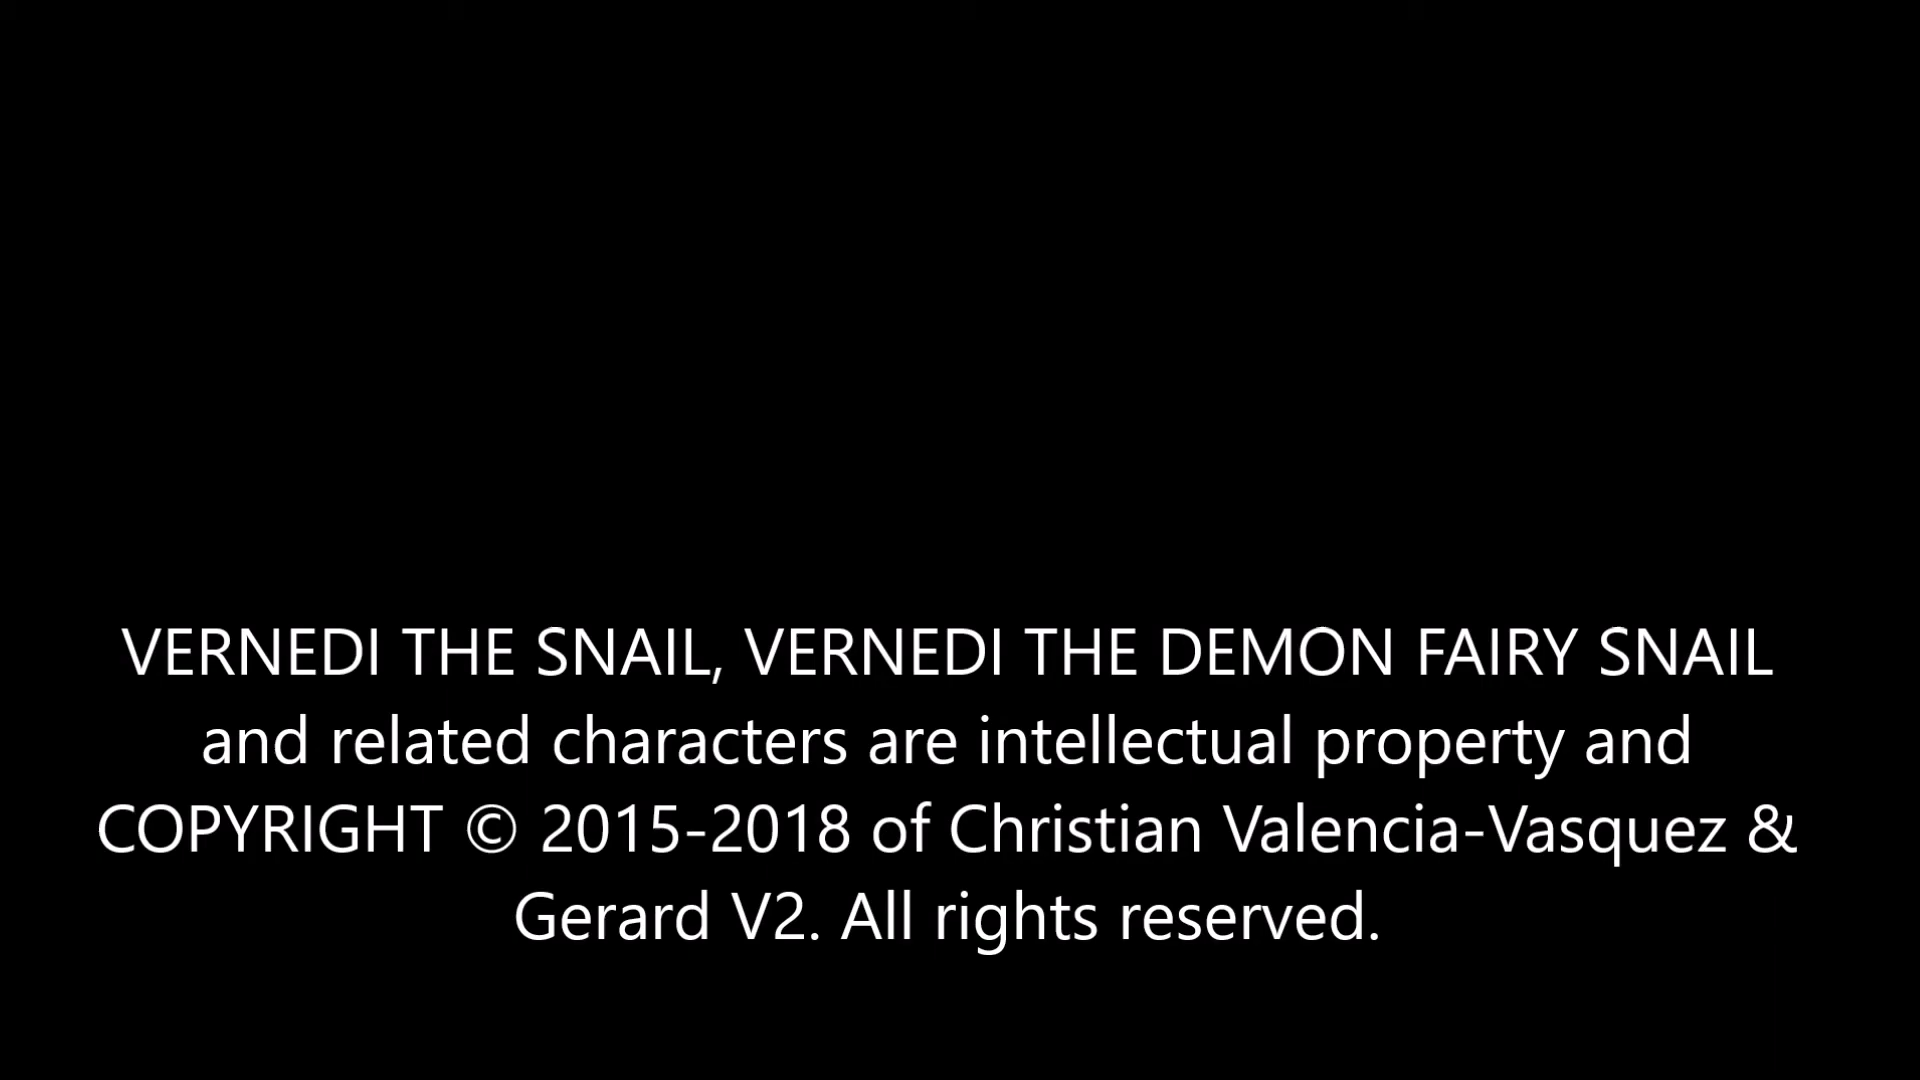 VERNEDI THE SNAIL, VERNEDI THE DEMON FAIRY SNAIL
and related characters are intellectual property and
COPYRIGHT © 2015-2018 of Christian Valencia-Vasquez &
Gerard V2. All rights reserved.